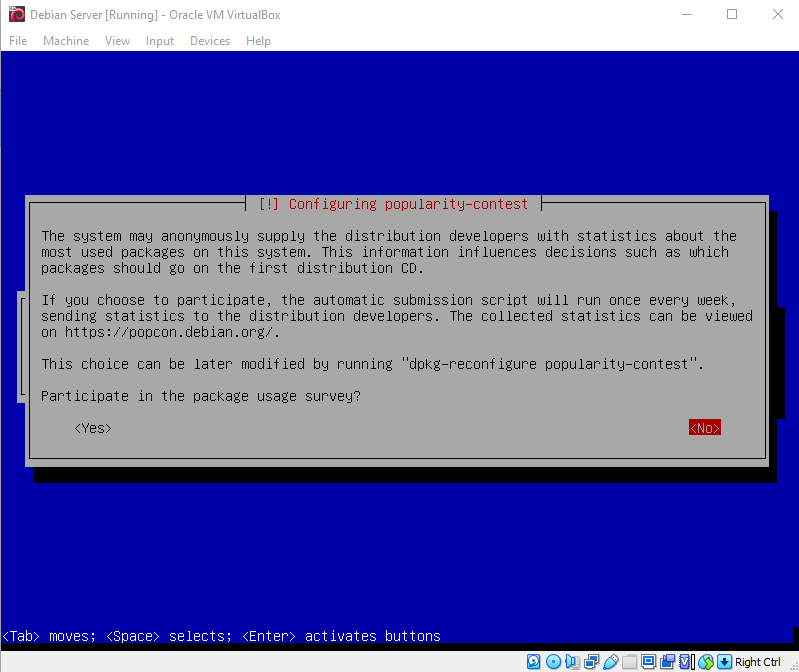 Debian Server [Running] - Oracle VM VirtualBox
File Machine View Input Devices Help
[!] Configuring popularity-contest
The system may anonymously supply the distribution developers with statistics about the
most used packages on this system. This information influences decisions such as which
packages should go on the first distribution CD.
If you choose to participate, the automatic submission script will run once every week,
sending statistics to the distribution developers. The collected statistics can be viewed
on https://popcon.debian.org/.
This choice can be later modified by running "dpkg-reconfigure popularity-contest".
Participate in the package usage survey?
<Yes> <No>
<Tab> moves; <Space> selects; <Enter> activates buttons
Right Ctrl